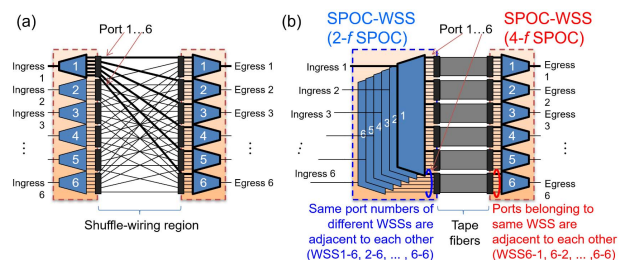 (a)
Port 1…6
Ingress 1
Ingress 2
Ingress 3
⋮
Ingress 6
1
2
3
4
5
6
Egress 1
Egress 2
Egress 3
⋮
Egress 6
Shuffle-wiring region
(b)
SPOC-WSS
(2-f SPOC)
Port 1…6
SPOC-WSS
(4-f SPOC)
Ingress 1
Ingress 2
Ingress 3
⋮
Ingress 6
6 5 4 3 2 1
1
2
3
4
5
6
Egress 1
Egress 2
Egress 3
⋮
Egress 6
Same port numbers of
different WSSs are
adjacent to each other
(WSS1-6, 2-6, ... , 6-6)
Tape
fibers
Ports belonging to
same WSS are
adjacent to each other
(WSS6-1, 6-2, ... ,6-6)